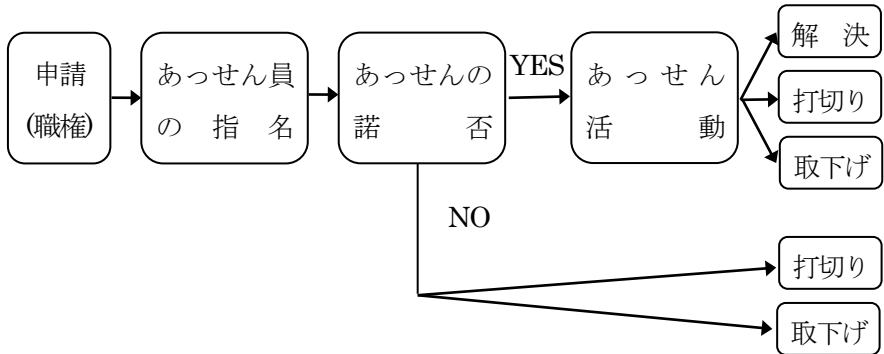 申請
(職権)
あっせん員
の指名
あっせんの
諾否
YES
あっせん
活動
解決
打切り
取下げ
NO
打切り
取下げ